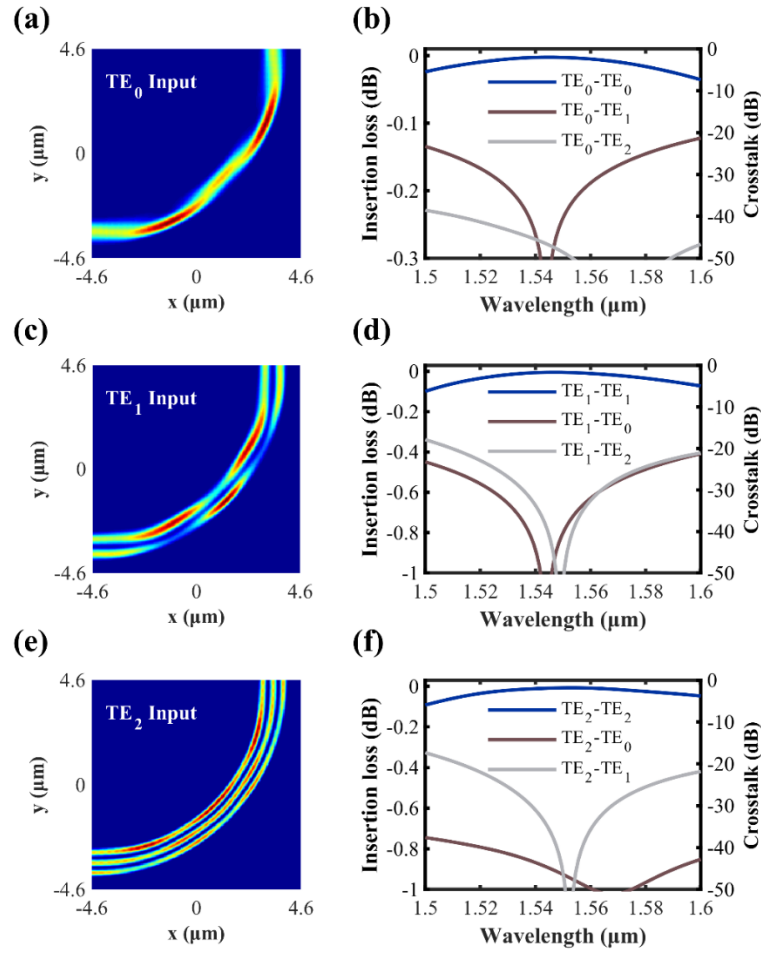 (a)
4.6
TE0 Input
y (µm)
0
-4.6
-4.6 0 4.6
x (µm)
(b)
0
-0.1
-0.2
-0.3
Insertion loss (dB)
TE0-TE0
TE0-TE1
TE0-TE2
0
-10
-20
-30
-40
-50
Crosstalk (dB)
1.5 1.52 1.54 1.56 1.58 1.6
Wavelength (µm)
(c)
4.6
TE1 Input
y (µm)
0
-4.6
-4.6 0 4.6
x (µm)
(d)
0
-0.2
-0.4
-0.6
-0.8
-1
Insertion loss (dB)
TE1-TE1
TE1-TE0
TE1-TE2
0
-10
-20
-30
-40
-50
Crosstalk (dB)
1.5 1.52 1.54 1.56 1.58 1.6
Wavelength (µm)
(e)
4.6
TE2 Input
y (µm)
0
-4.6
-4.6 0 4.6
x (µm)
(f)
0
-0.2
-0.4
-0.6
-0.8
-1
Insertion loss (dB)
TE2-TE2
TE2-TE0
TE2-TE1
0
-10
-20
-30
-40
-50
Crosstalk (dB)
1.5 1.52 1.54 1.56 1.58 1.6
Wavelength (µm)